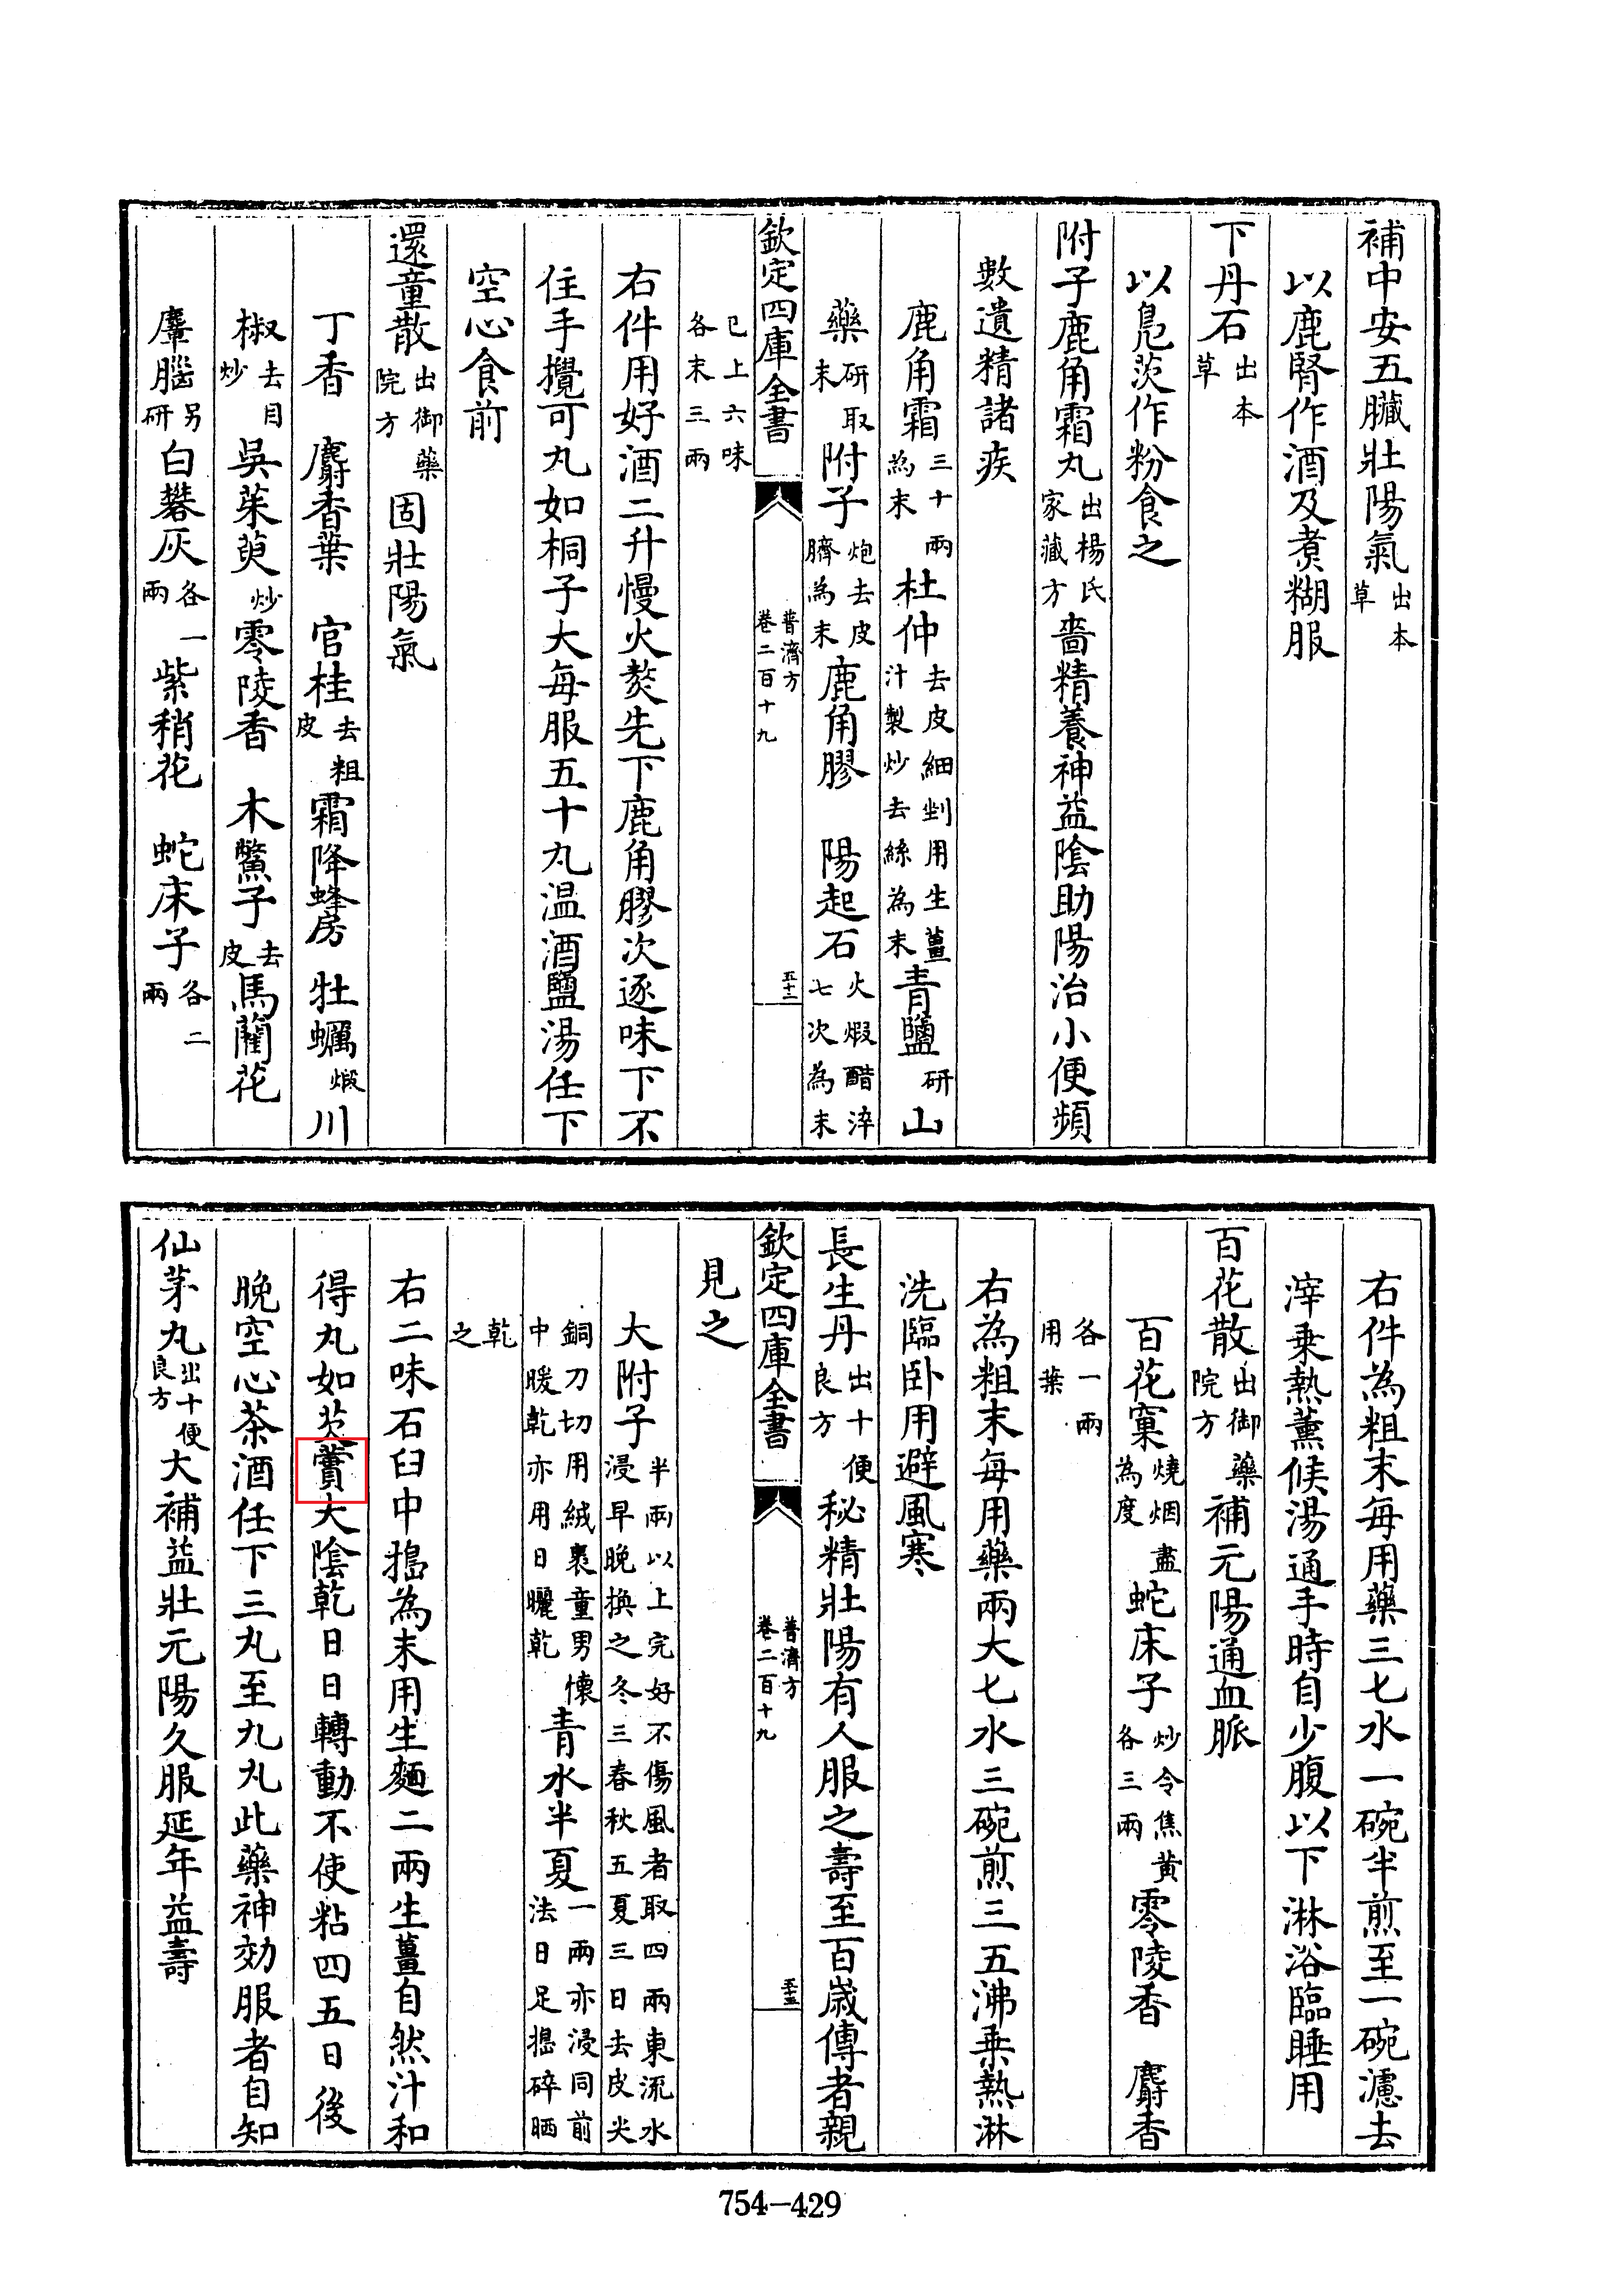 補中安五臟壯陽氣出本草
以鹿腎作酒及煮糊服
下丹石出本草
以鳧茨作粉食之
附子鹿角霜丸出楊氏家藏方嗇精養神益陰助陽治小便頻
數遺精諸疾
鹿角霜三十兩為末杜仲去皮細剉用生薑汁製炒去絲為末青鹽研山
藥研取末附子炮去皮臍為末鹿角膠 陽起石火煅醋淬七次為末
欽定四庫全書 普濟方卷二百十九 五十二
已上六味各末三兩
右件用好酒二升慢火熬先下鹿角膠次逐味下不
住手攪可丸如桐子大每服五十九温酒鹽湯任下
空心食前
還童散出御藥院方固壯陽氣
丁香 麝香葉 官桂去粗皮霜降蜂房 牡蠣煅川
椒去目炒吳茱萸炒零陵香 木鱉子去皮馬藺花
麞腦另研白礬灰各一兩紫稍花 蛇床子各二兩
右件為粗末每用藥三七水一碗半煎至一碗濾去
滓乗熱薰候湯通手時自少腹以下淋浴臨睡用
百花散出御藥院方補元陽通血脈
百花窠燒烟盡為度蛇床子炒令焦黄各三兩零陵香 麝香
各一兩用葉
右為粗末每用藥兩大七水三碗煎三五沸乗熱淋
洗臨卧用避風寒
長生丹出十便良方秘精壯陽有人服之壽至百歳傳者親
欽定四庫全書 普濟方卷二百十九 五十三
見之
大附子半兩以上完好不傷風者取四兩東流水浸早晚換之冬三春秋五夏三日去皮尖
銅刀切用絨裹童男懷中暖乾亦用日曬乾青水半夏一兩亦浸同前法日足搗碎晒
乾之
右二味石臼中搗為末用生麵二兩生薑自然汁和
得丸如芡大陰乾日日轉動不使粘四五日後
晩空心茶酒任下三丸至九丸此藥神効服者自知
仙茅丸出十便良方大補益壯元陽久服延年益壽
754-429